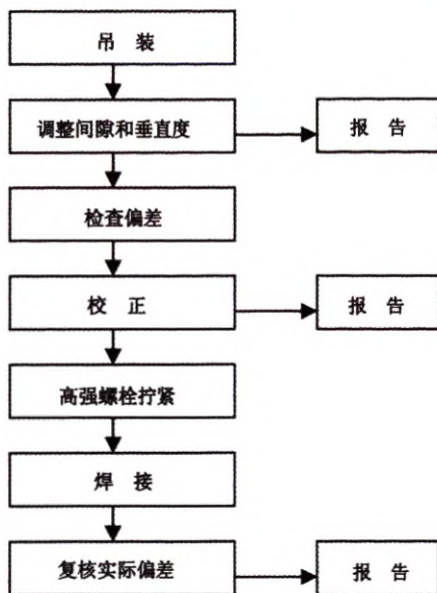 吊 装
调整间隙和垂直度
报 告
检查偏差
校 正
报 告
高强螺栓拧紧
焊 接
复核实际偏差
报 告